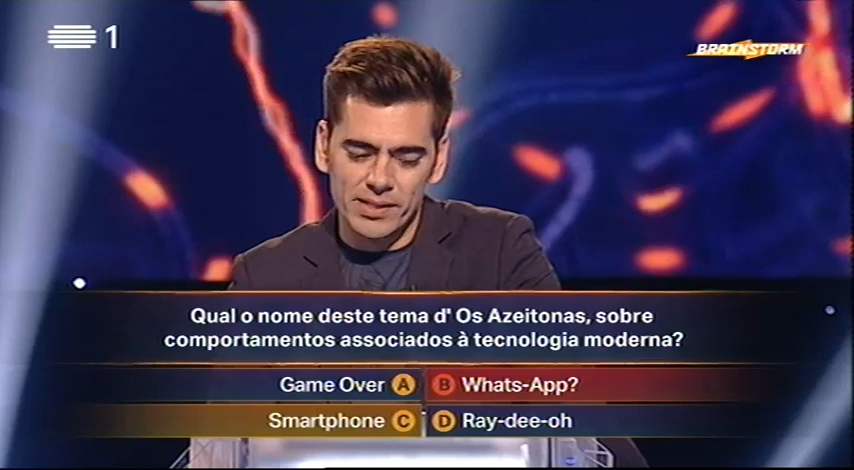 1
BRAINSTORM
Qual o nome deste tema d' Os Azeitonas, sobre
comportamentos associados à tecnologia moderna?
Game Over A
B Whats-App?
Smartphone C
D Ray-dee-oh